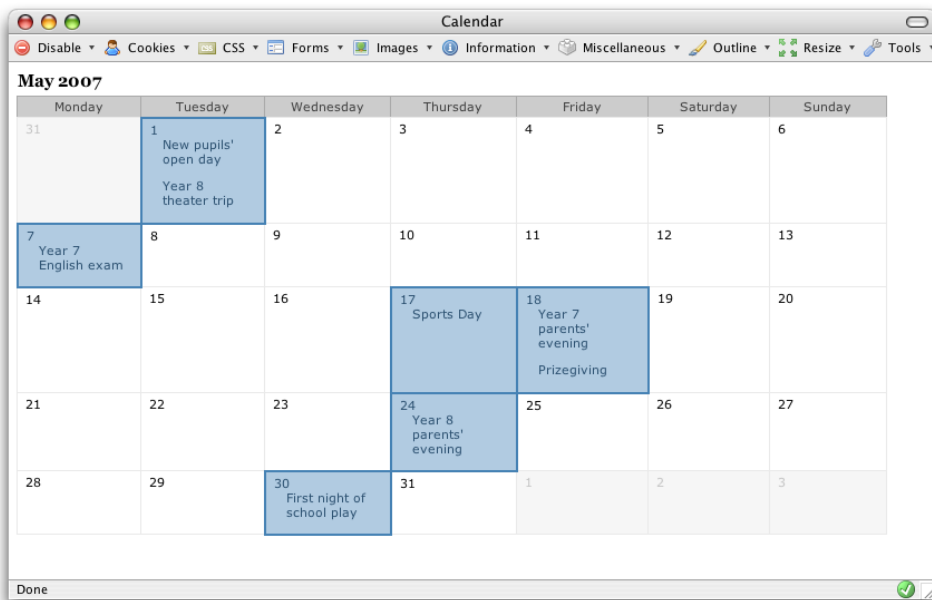 Calendar
Disable Cookies CSS Forms Images Information Miscellaneous Outline Resize Tools
May 2007
Monday Tuesday Wednesday Thursday Friday Saturday Sunday
31 1 2 3 4 5 6
New pupils'
open day
Year 8
theater trip
7 8 9 10 11 12 13
Year 7
English exam
14 15 16 17 18 19 20
Sports Day
Year 7
parents'
evening
Prizegiving
21 22 23 24 25 26 27
Year 8
parents'
evening
28 29 30 31 1 2 3
First night of
school play
Done